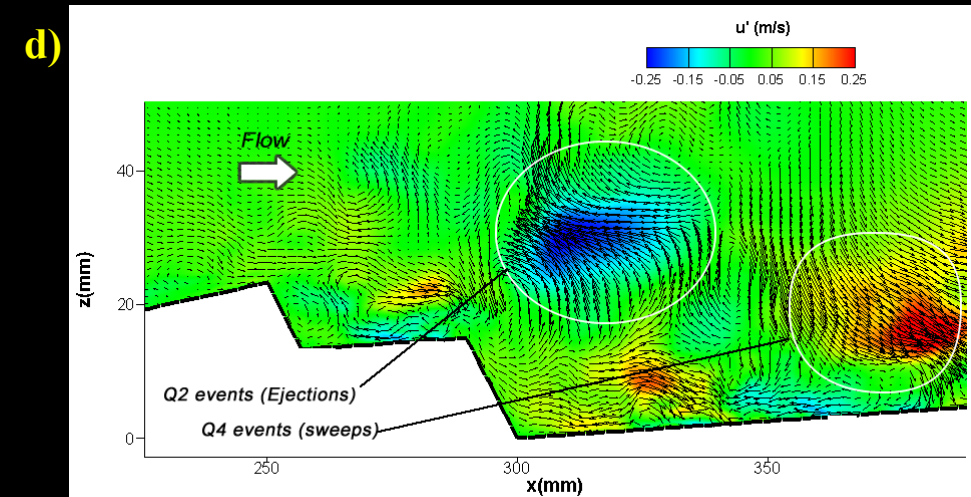 d)
u' (m/s)
-0.25 -0.15 -0.05 0.05 0.15 0.25
Flow
40
20
0
z(mm)
Q2 events (Ejections)
Q4 events (sweeps)
250 300 350
x(mm)